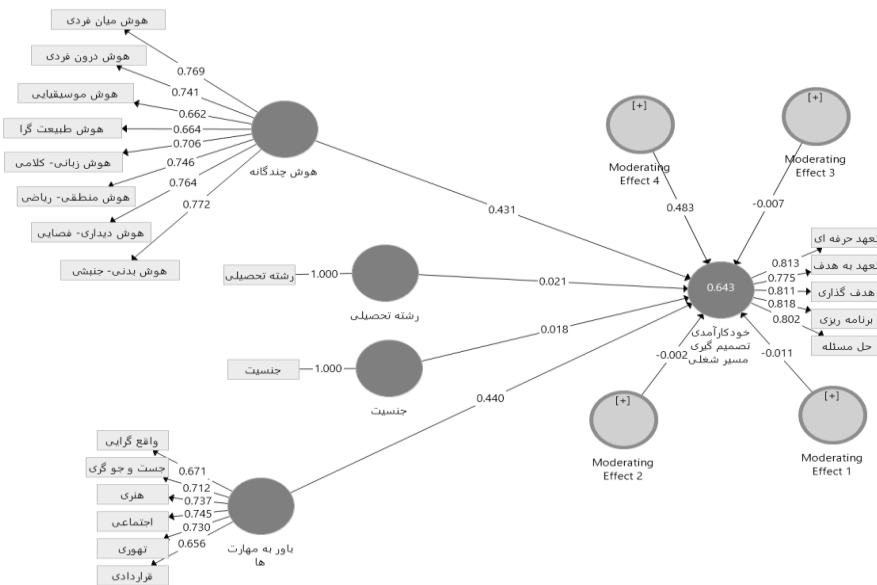 هوش میان فردی
0.769
هوش درون فردی
0.741
هوش موسیقیایی
0.662
هوش طبیعت گرا
0.664
هوش زبانی- کلامی
0.706
هوش منطقی- ریاضی
0.746
هوش دیداری- فصایی
0.764
هوش بدنی- جنبشی
0.772
هوش چندگانه
0.431
[+]
Moderating
Effect 4
0.483
[+]
Moderating
Effect 3
-0.007
رشته تحصیلی
1.000
رشته تحصیلی
0.021
جنسیت
1.000
جنسیت
0.018
0.643
خودکارآمدی
تصمیم گیری
مسیر شغلی
0.813
تعهد حرفه ای
0.775
تعهد به هدف
0.811
هدف گذاری
0.818
برنامه ریزی
0.802
حل مسئله
-0.002
[+]
Moderating
Effect 2
-0.011
[+]
Moderating
Effect 1
0.440
واقع گرایی
0.671
جست و جو گری
0.712
هنری
0.737
اجتماعی
0.745
تهوری
0.730
قراردادی
0.656
باور به مهارت
ها